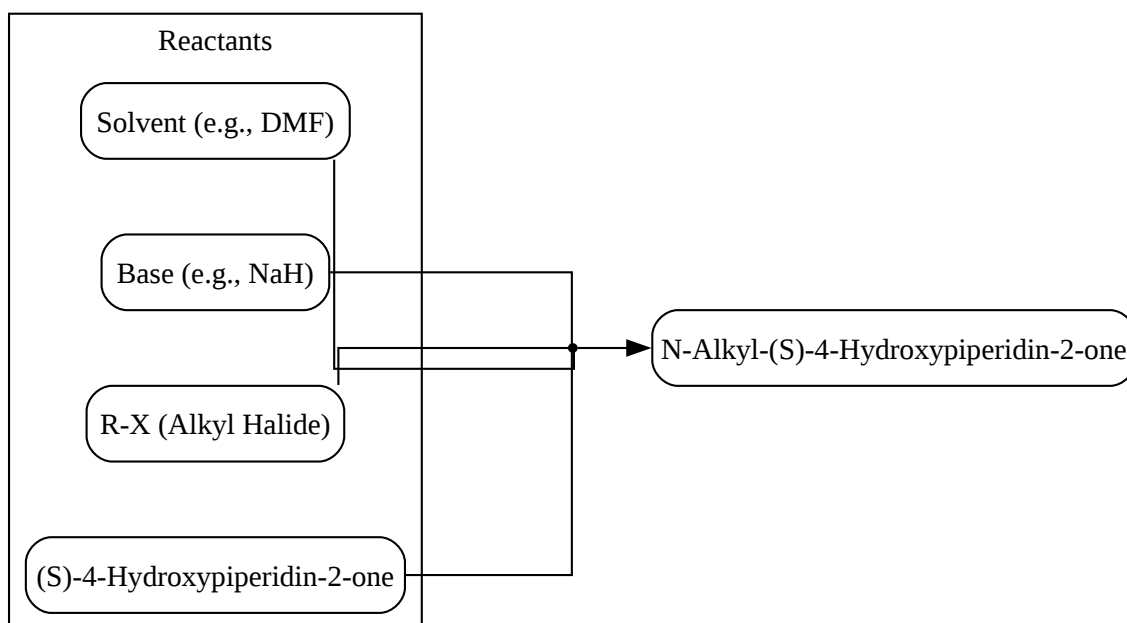 Reactants
Solvent (e.g., DMF)
Base (e.g., NaH)
R-X (Alkyl Halide)
(S)-4-Hydroxypiperidin-2-one
N-Alkyl-(S)-4-Hydroxypiperidin-2-one